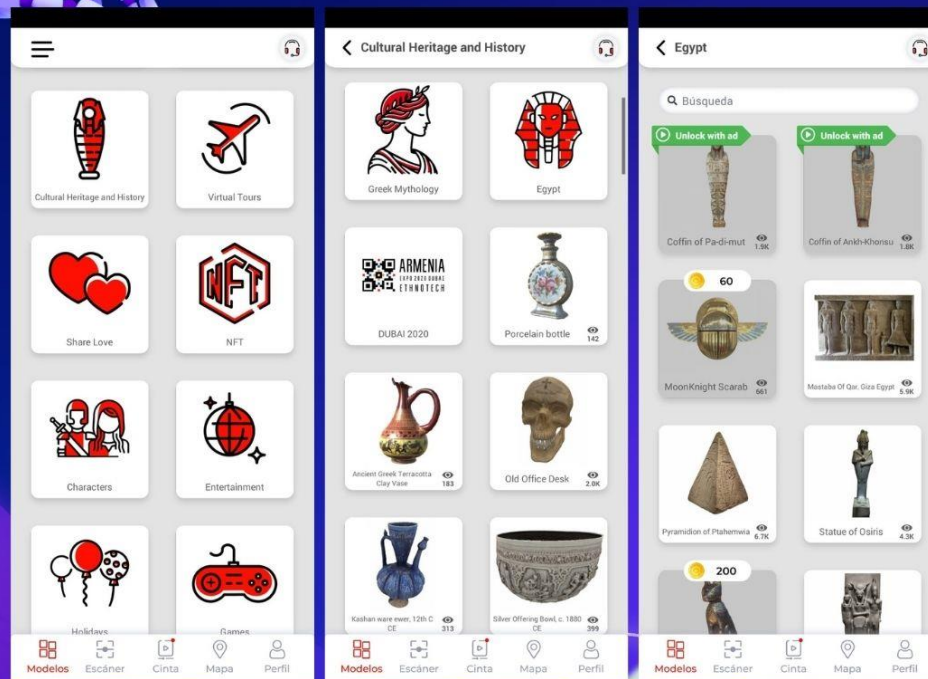 Cultural Heritage and History
Virtual Tours
Share Love
NFT
NFT
Characters
Entertainment
Holidays
Games
Modelos
Escáner
Cinta
Mapa
Perfil
Cultural Heritage and History
Greek Mythology
Egypt
ARMENIA
EXPO 2020 DUBAI
ETHNOTECH
DUBAI 2020
Porcelain bottle
142
Ancient Greek Terracotta
Clay Vase
183
Old Office Desk
2.0K
Kashan ware ewer, 12th C
CE
313
Silver Offering Bowl, c. 1880
CE
399
Modelos
Escáner
Cinta
Mapa
Perfil
Egypt
Búsqueda
Unlock with ad
Unlock with ad
Coffin of Pa-di-mut
1.9K
Coffin of Ankh-Khonsu
1.8K
60
MoonKnight Scarab
661
Mastaba Of Qar, Giza Egypt
5.9K
Pyramidion of Ptahemwia
6.7K
Statue of Osiris
4.3K
200
Modelos
Escáner
Cinta
Mapa
Perfil